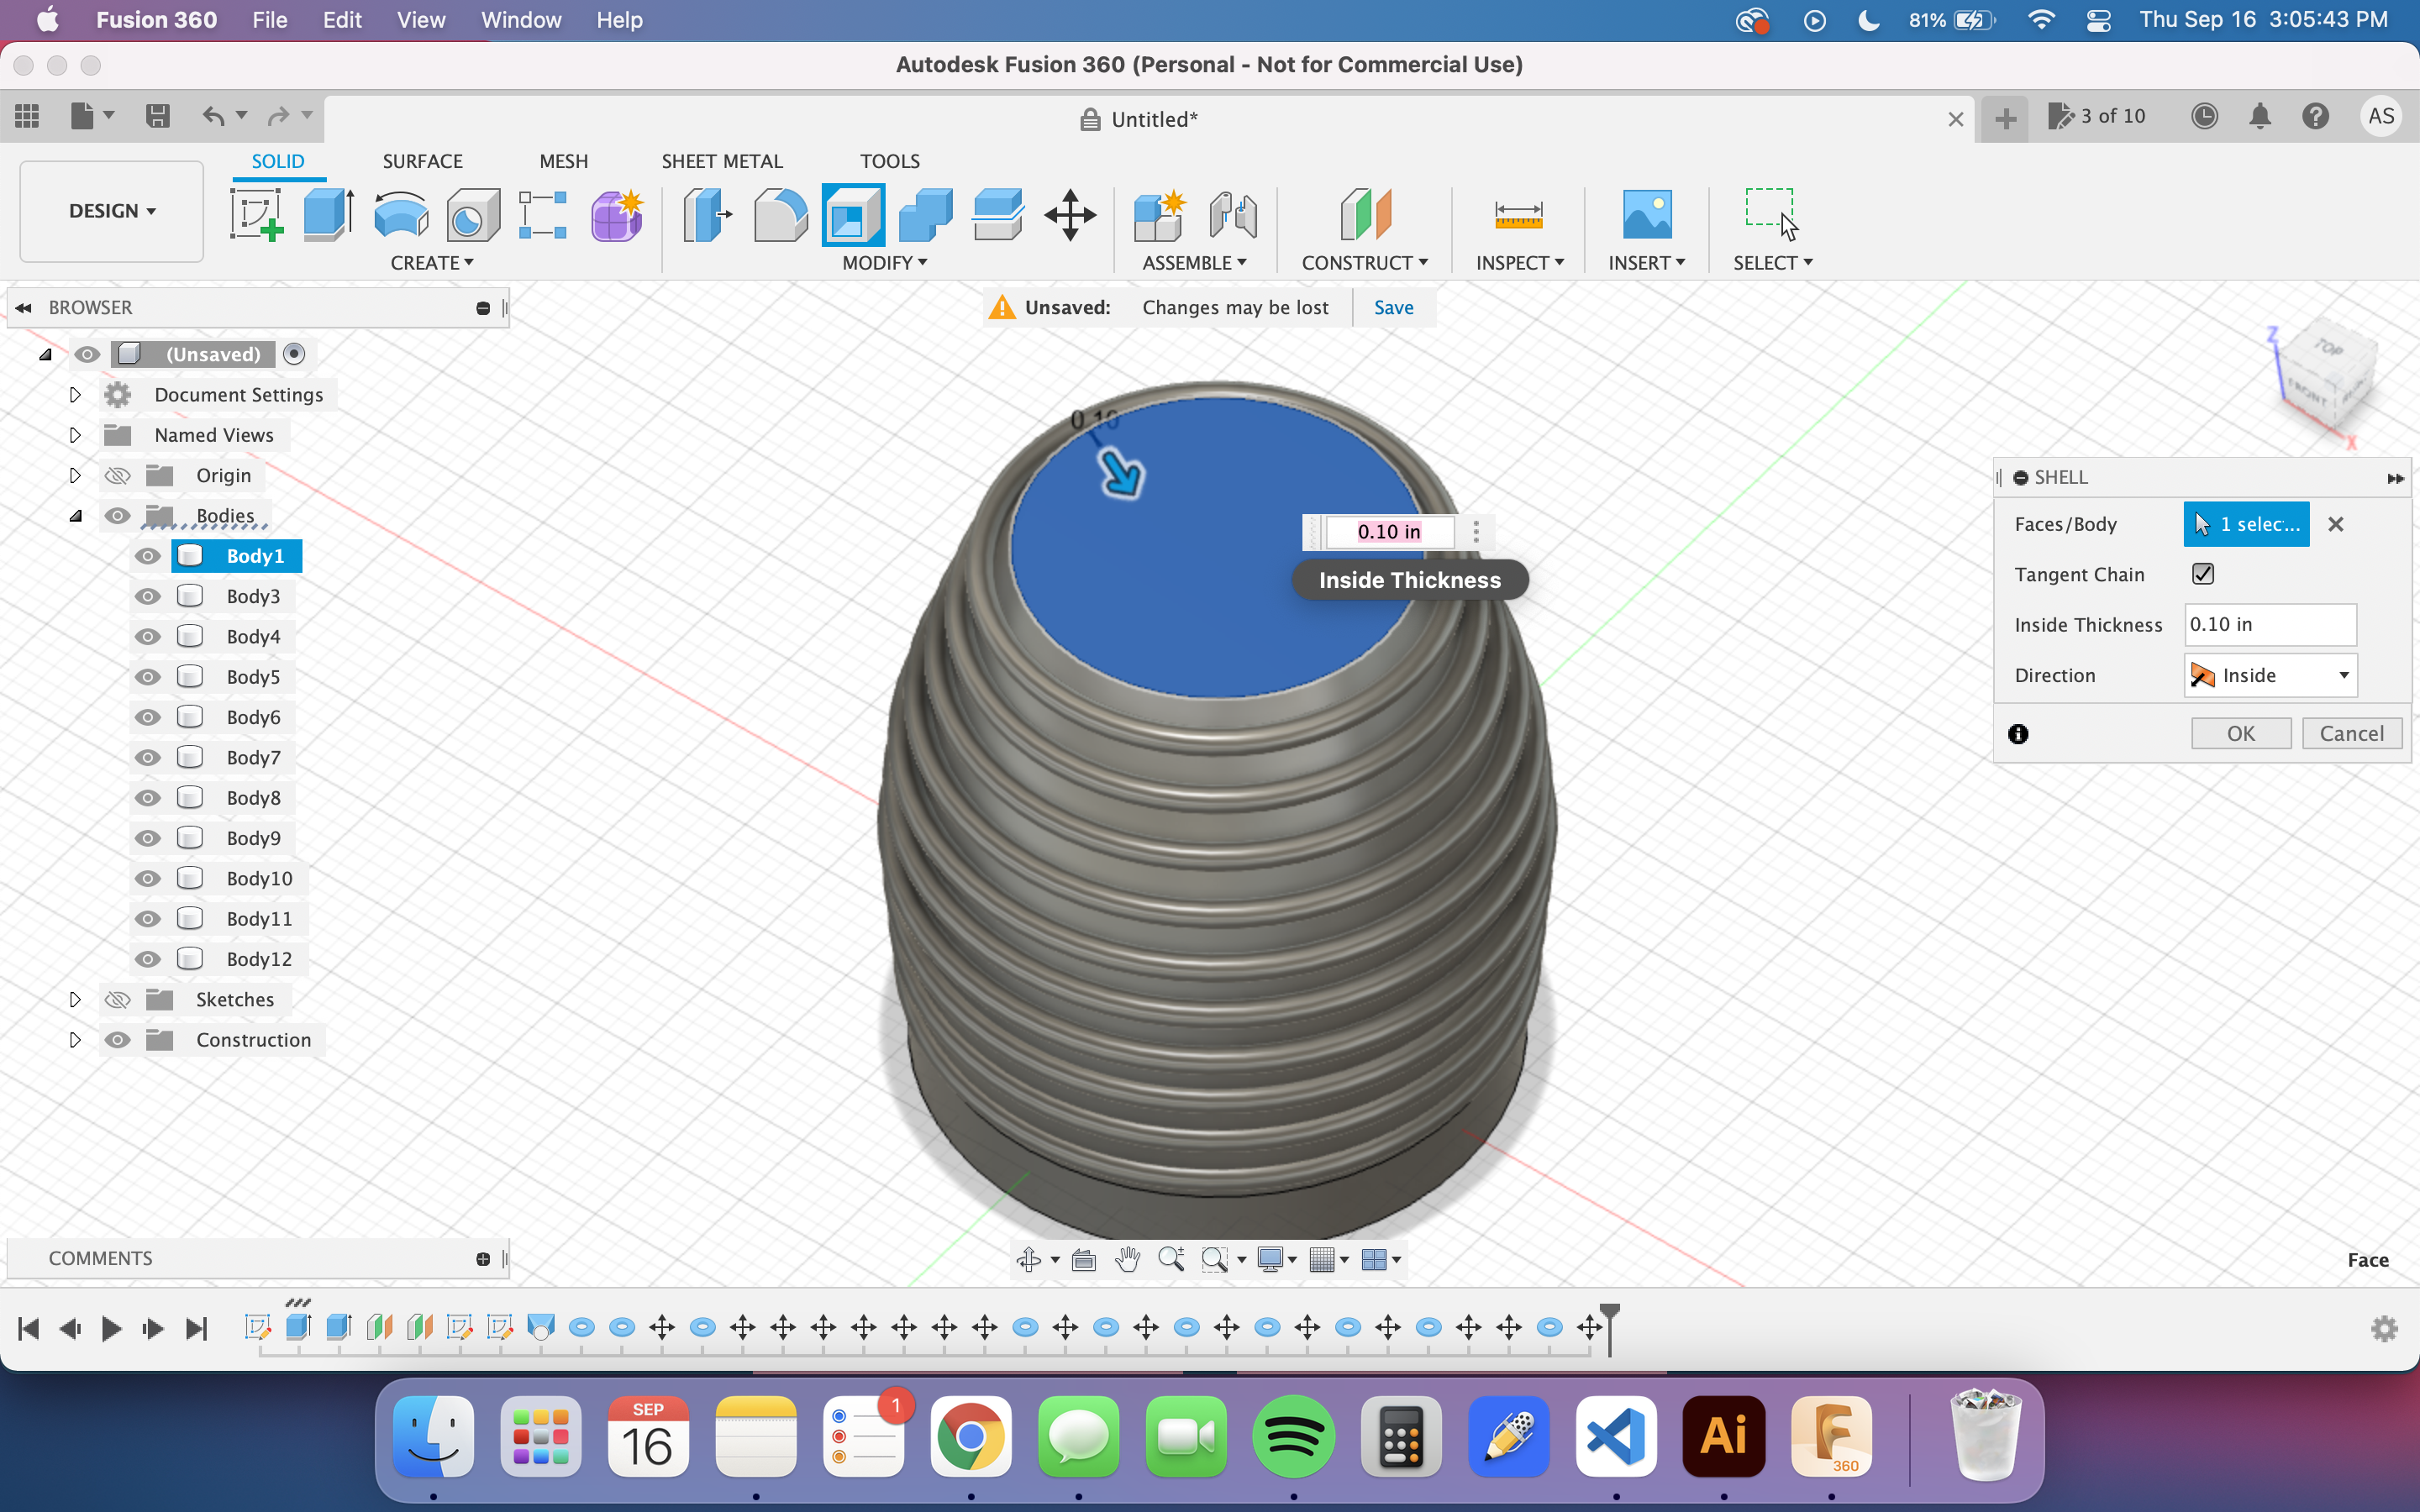 Fusion 360 File Edit View Window Help 81% Thu Sep 16 3:05:43 PM
Autodesk Fusion 360 (Personal - Not for Commercial Use)
Untitled* 3 of 10 AS
SOLID SURFACE MESH SHEET METAL TOOLS
DESIGN
CREATE MODIFY ASSEMBLE CONSTRUCT INSPECT INSERT SELECT
BROWSER
Unsaved: Changes may be lost Save
(Unsaved)
Document Settings
Named Views
Origin
Bodies
Body1
Body3
Body4
Body5
Body6
Body7
Body8
Body9
Body10
Body11
Body12
Sketches
Construction
0.10
0.10 in
Inside Thickness
Z
TOP
FRONT
X
SHELL
Faces/Body 1 selec...
Tangent Chain
Inside Thickness 0.10 in
Direction Inside
OK Cancel
COMMENTS
Face
SEP
16
1
Ai
360